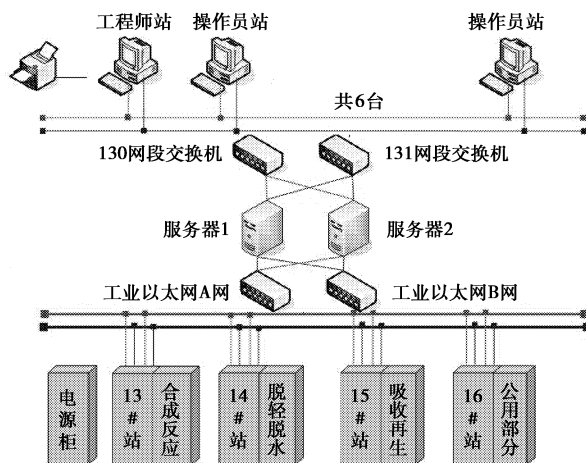 工程师站
操作员站
操作员站
共6台
130网段交换机
131网段交换机
服务器1
服务器2
工业以太网A网
工业以太网B网
电源柜
13#站
合成反应
14#站
脱轻脱水
15#站
吸收再生
16#站
公用部分